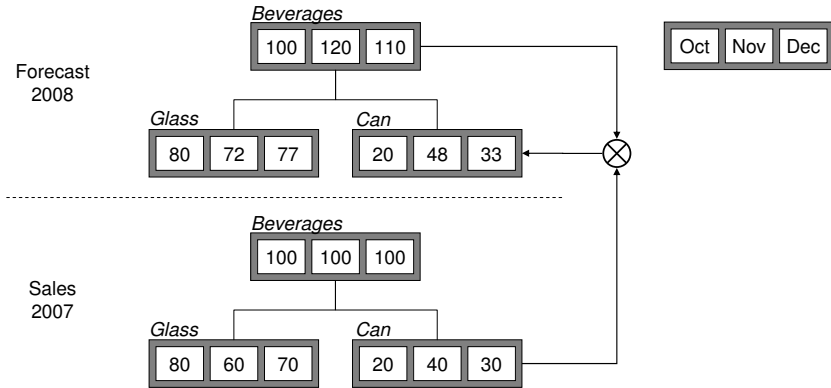 Beverages
100 120 110
Oct Nov Dec
Forecast
2008
Glass
80 72 77
Can
20 48 33
Beverages
100 100 100
Sales
2007
Glass
80 60 70
Can
20 40 30